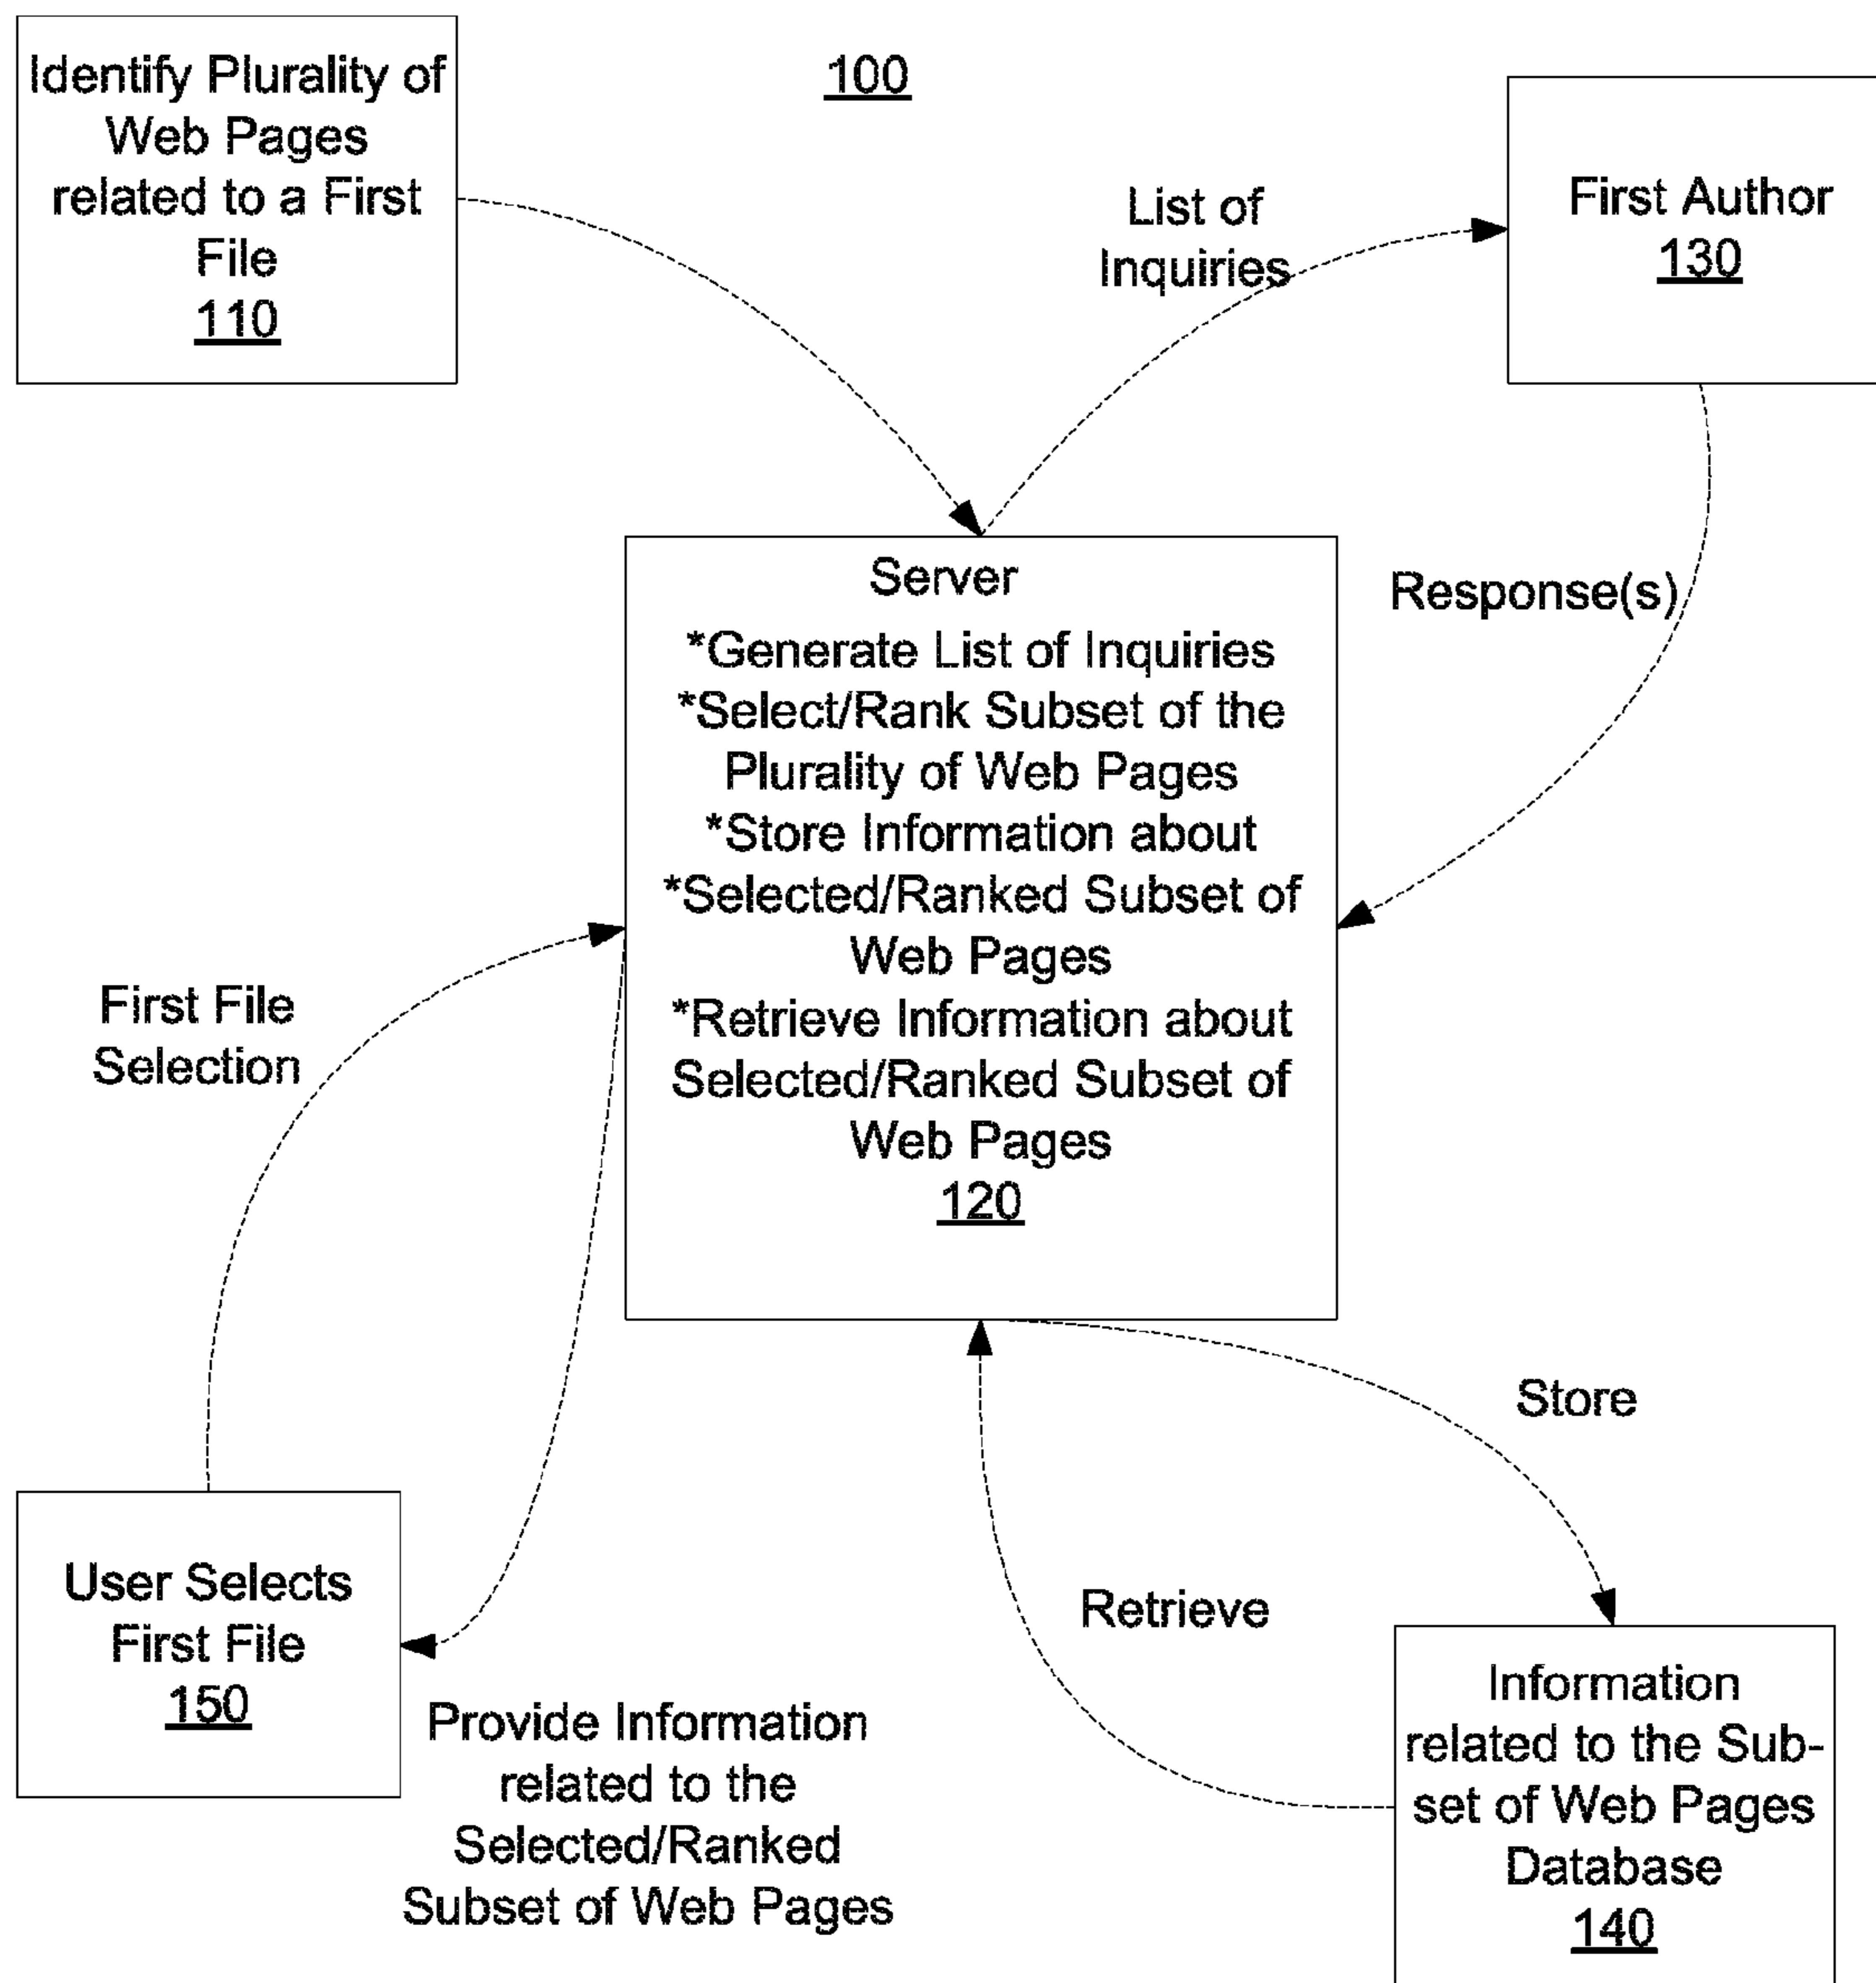 Identify Plurality of
Web Pages
related to a First
File
110
100
First Author
130
List of
Inquiries
Response(s)
Server
*Generate List of Inquiries
*Select/Rank Subset of the
Plurality of Web Pages
*Store Information about
*Selected/Ranked Subset of
Web Pages
*Retrieve Information about
Selected/Ranked Subset of
Web Pages
120
First File
Selection
Store
Retrieve
User Selects
First File
150
Provide Information
related to the
Selected/Ranked
Subset of Web Pages
Information
related to the Sub-
set of Web Pages
Database
140